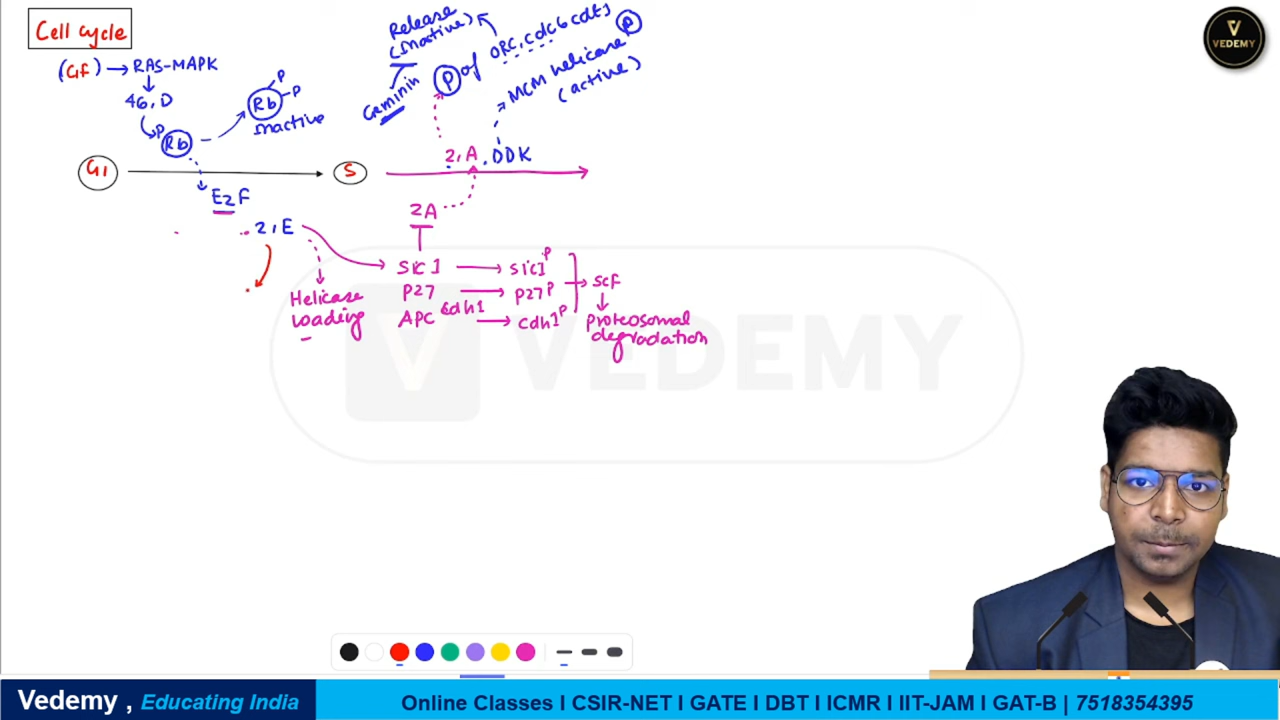 Cell cycle
(GF) → RAS-MAPK
46, D
P
Rb
Rb
P
P
Inactive
Release
(Inactive)
Geminin
P of ORC, cdc6 cdt1
MCM helicase P
(active)
2, A , DDK
G1
S
E2F
2, E
2A
SIC1 → SIC1 P
P27 → P27 P
APC Cdh1 → Cdh1 P
SCF
Proteosomal
degradation
Helicase
Loading
V
VEDEMY
V VEDEMY
Vedemy , Educating India
Online Classes I CSIR-NET I GATE I DBT I ICMR I IIT-JAM I GAT-B | 7518354395